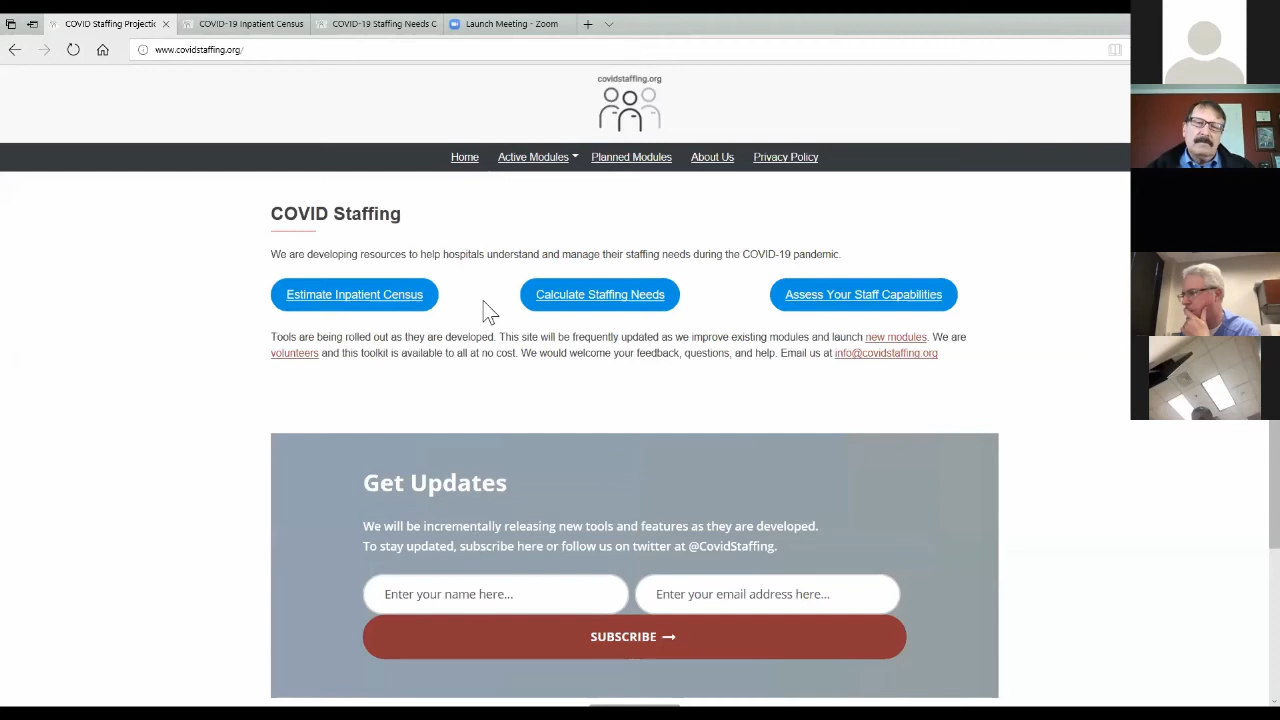 COVID Staffing Projectic
COVID-19 Inpatient Census
COVID-19 Staffing Needs C
Launch Meeting - Zoom
www.covidstaffing.org/
covidstaffing.org
Home Active Modules Planned Modules About Us Privacy Policy
COVID Staffing
We are developing resources to help hospitals understand and manage their staffing needs during the COVID-19 pandemic.
Estimate Inpatient Census Calculate Staffing Needs Assess Your Staff Capabilities
Tools are being rolled out as they are developed. This site will be frequently updated as we improve existing modules and launch new modules. We are
volunteers and this toolkit is available to all at no cost. We would welcome your feedback, questions, and help. Email us at info@covidstaffing.org
Get Updates
We will be incrementally releasing new tools and features as they are developed.
To stay updated, subscribe here or follow us on twitter at @CovidStaffing.
Enter your name here... Enter your email address here...
SUBSCRIBE